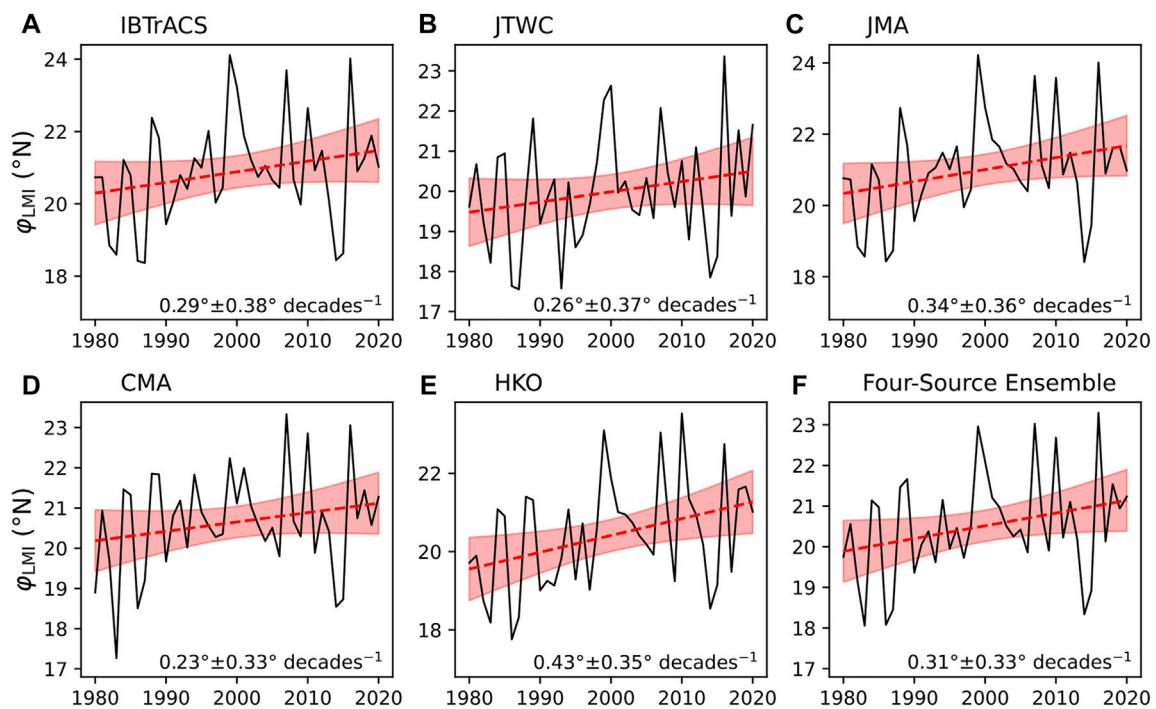 A IBTrACS
B JTWC
C JMA
φLMI (°N)
24
22
20
18
23
22
21
20
19
18
17
24
22
20
18
0.29°±0.38° decades⁻¹
0.26°±0.37° decades⁻¹
0.34°±0.36° decades⁻¹
1980 1990 2000 2010 2020
1980 1990 2000 2010 2020
1980 1990 2000 2010 2020
D CMA
E HKO
F Four-Source Ensemble
φLMI (°N)
23
22
21
20
19
18
17
22
20
18
23
22
21
20
19
18
17
0.23°±0.33° decades⁻¹
0.43°±0.35° decades⁻¹
0.31°±0.33° decades⁻¹
1980 1990 2000 2010 2020
1980 1990 2000 2010 2020
1980 1990 2000 2010 2020